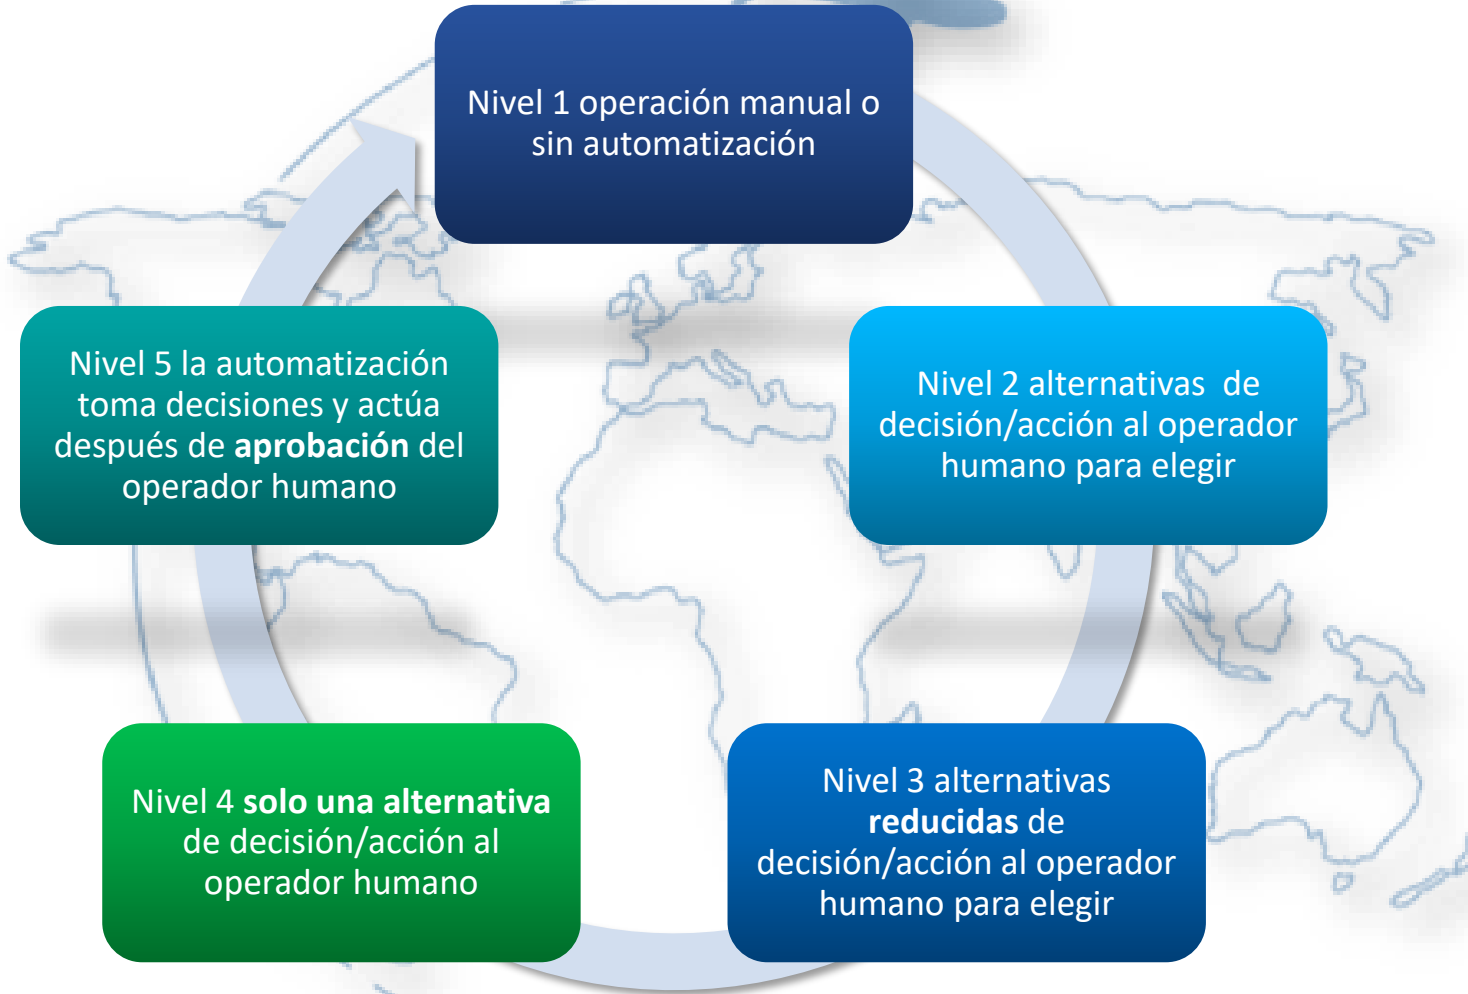 Nivel 1 operación manual o
sin automatización
Nivel 2 alternativas  de
decisión/acción al operador
humano para elegir
Nivel 3 alternativas
reducidas de
decisión/acción al operador
humano para elegir
Nivel 4 solo una alternativa
de decisión/acción al
operador humano
Nivel 5 la automatización
toma decisiones y actúa
después de aprobación del
operador humano